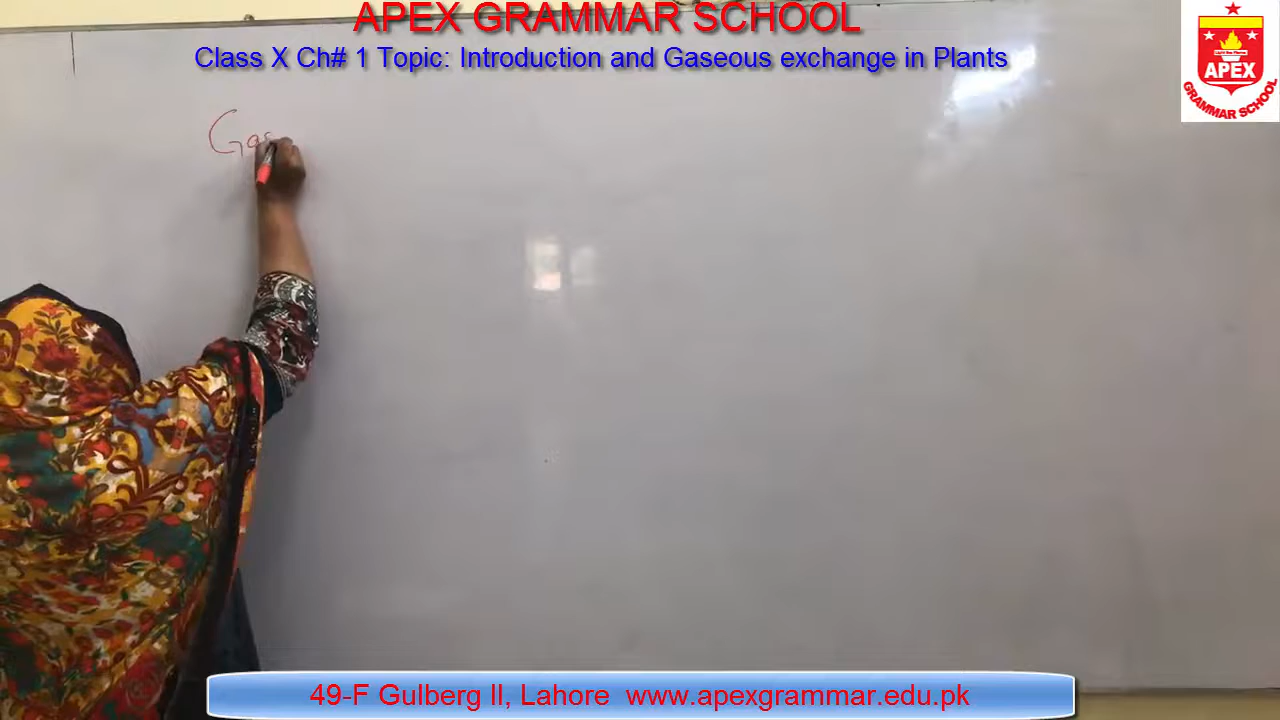 APEX GRAMMAR SCHOOL
Class X Ch# 1 Topic: Introduction and Gaseous exchange in Plants
APEX
GRAMMAR SCHOOL
Gas
49-F Gulberg II, Lahore www.apexgrammar.edu.pk